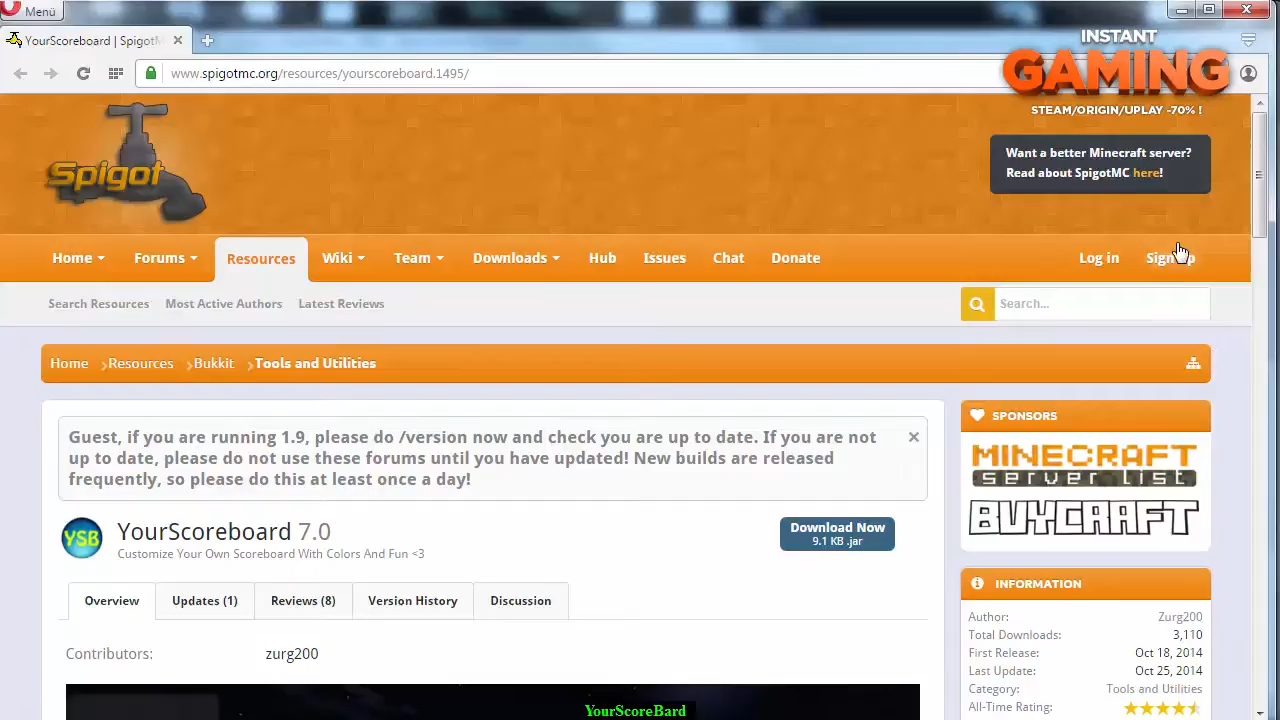 Menü
YourScoreboard | SpigotM
www.spigotmc.org/resources/yourscoreboard.1495/
INSTANT
GAMING
STEAM/ORIGIN/UPLAY -70% !
Spigot
Want a better Minecraft server?
Read about SpigotMC here!
Home Forums Resources Wiki Team Downloads Hub Issues Chat Donate Log in Sign up
Search Resources Most Active Authors Latest Reviews Search...
Home Resources Bukkit Tools and Utilities
Guest, if you are running 1.9, please do /version now and check you are up to date. If you are not
up to date, please do not use these forums until you have updated! New builds are released
frequently, so please do this at least once a day!
SPONSORS
MINECRAFT
server list
BUYCRAFT
YSB
YourScoreboard 7.0
Customize Your Own Scoreboard With Colors And Fun <3
Download Now
9.1 KB .jar
Overview Updates (1) Reviews (8) Version History Discussion
Contributors: zurg200
YourScoreBard
INFORMATION
Author: Zurg200
Total Downloads: 3,110
First Release: Oct 18, 2014
Last Update: Oct 25, 2014
Category: Tools and Utilities
All-Time Rating: